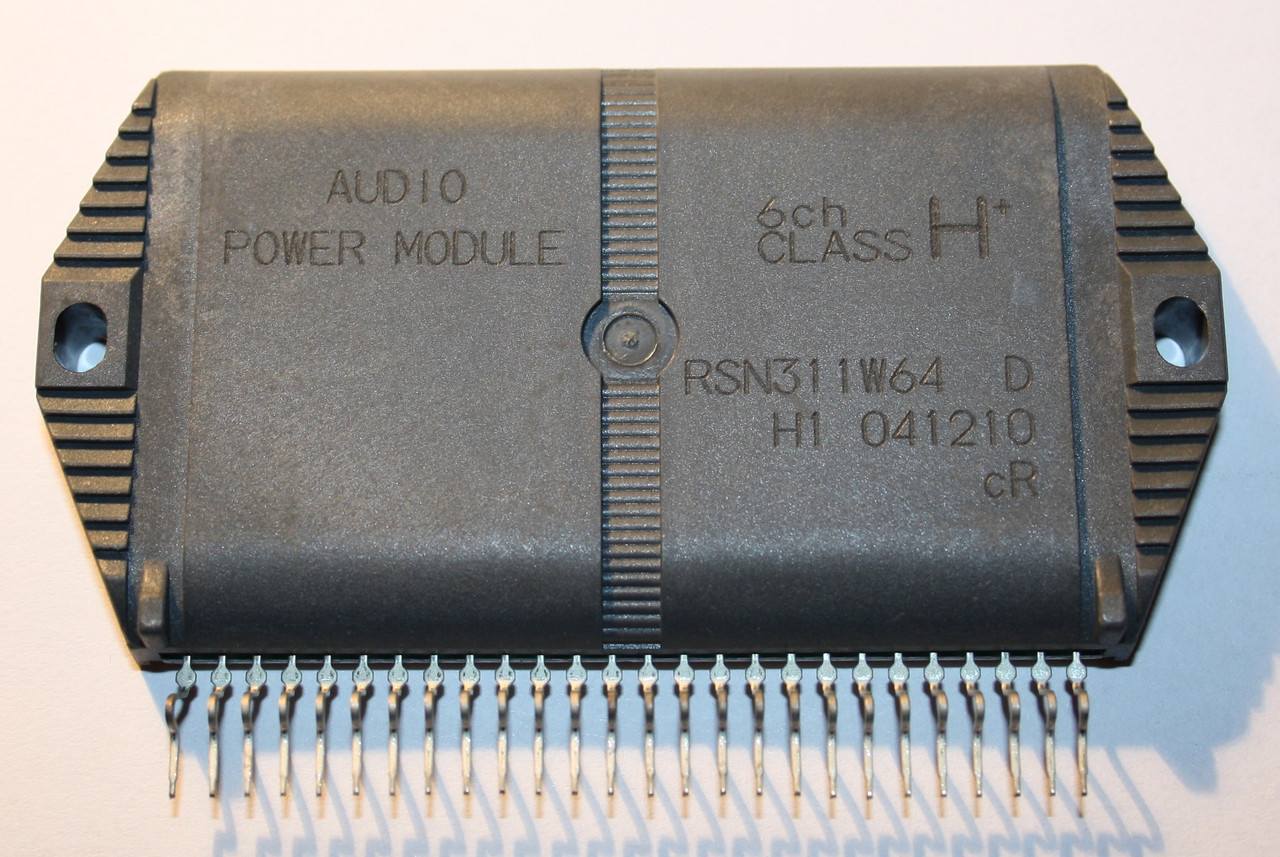 AUDIO
POWER MODULE
6ch
CLASS H+
RSN311W64 D
H1 041210
cR